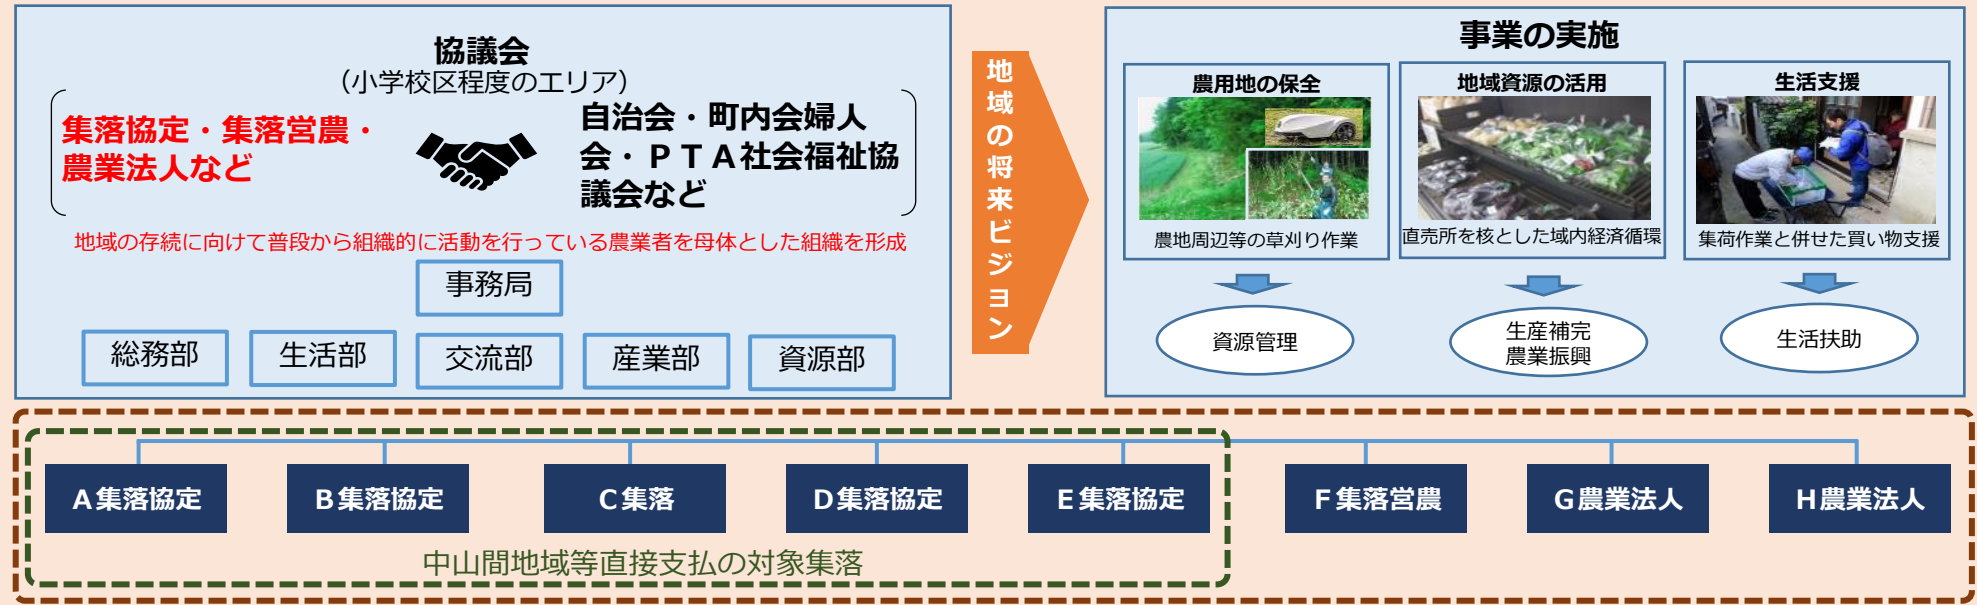 協議会
（小学校区程度のエリア）
集落協定・集落営農・
農業法人など
自治会・町内会婦人
会・ＰＴＡ社会福祉協
議会など
地域の存続に向けて普段から組織的に活動を行っている農業者を母体とした組織を形成
事務局
総務部
生活部
交流部
産業部
資源部
地域の将来ビジョン
事業の実施
農用地の保全
農地周辺等の草刈り作業
資源管理
地域資源の活用
直売所を核とした域内経済循環
生産補完
農業振興
生活支援
集荷作業と併せた買い物支援
生活扶助
Ａ集落協定
Ｂ集落協定
Ｃ集落
Ｄ集落協定
Ｅ集落協定
Ｆ集落営農
Ｇ農業法人
Ｈ農業法人
中山間地域等直接支払の対象集落